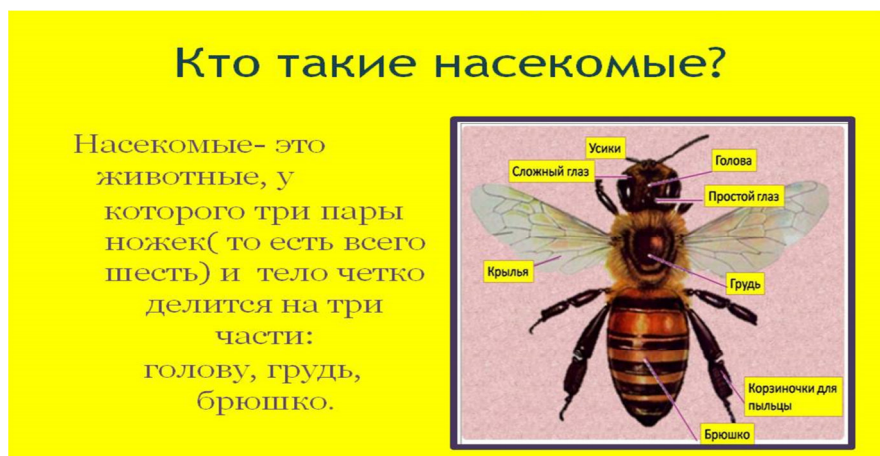 Кто такие насекомые?
Насекомые- это
животные, у
которого три пары
ножек( то есть всего
шесть) и тело четко
делится на три
части:
голову, грудь,
брюшко.
Усики
Сложный глаз
Голова
Простой глаз
Крылья
Грудь
Корзиночки для
пыльцы
Брюшко